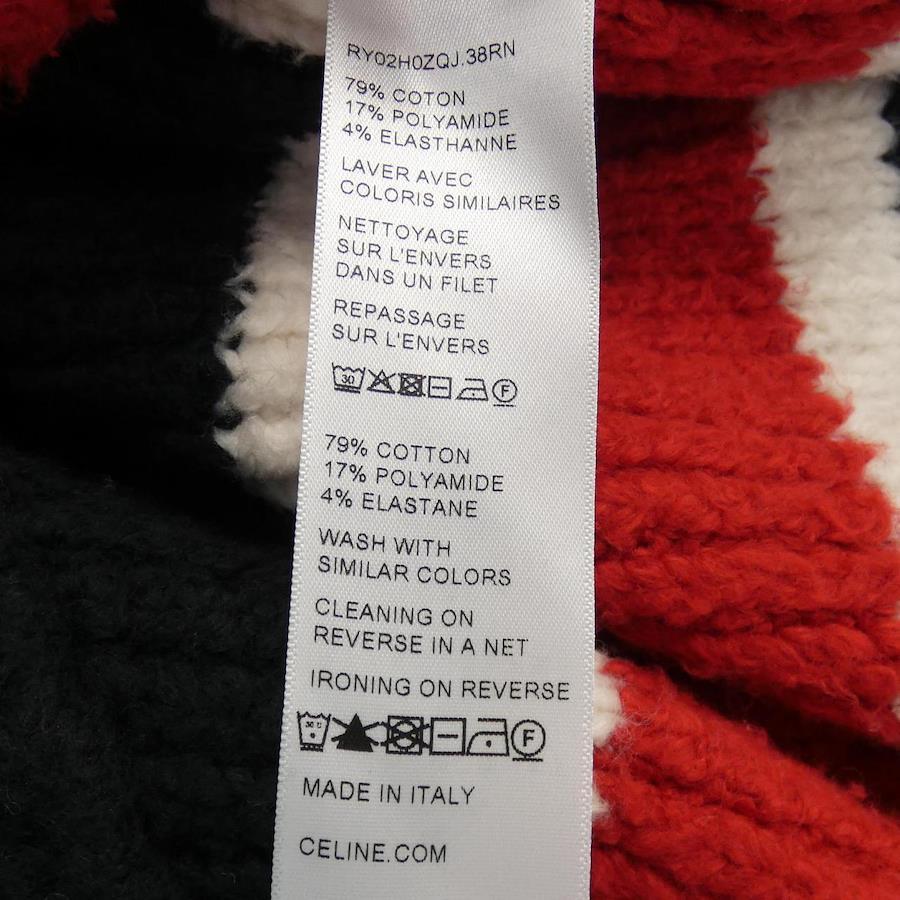 RY02H0ZQJ.38RN
79% COTON
17% POLYAMIDE
4% ELASTHANNE
LAVER AVEC
COLORIS SIMILAIRES
NETTOYAGE
SUR L'ENVERS
DANS UN FILET
REPASSAGE
SUR L'ENVERS
30 F
79% COTTON
17% POLYAMIDE
4% ELASTANE
WASH WITH
SIMILAR COLORS
CLEANING ON
REVERSE IN A NET
IRONING ON REVERSE
30 F
MADE IN ITALY
CELINE.COM